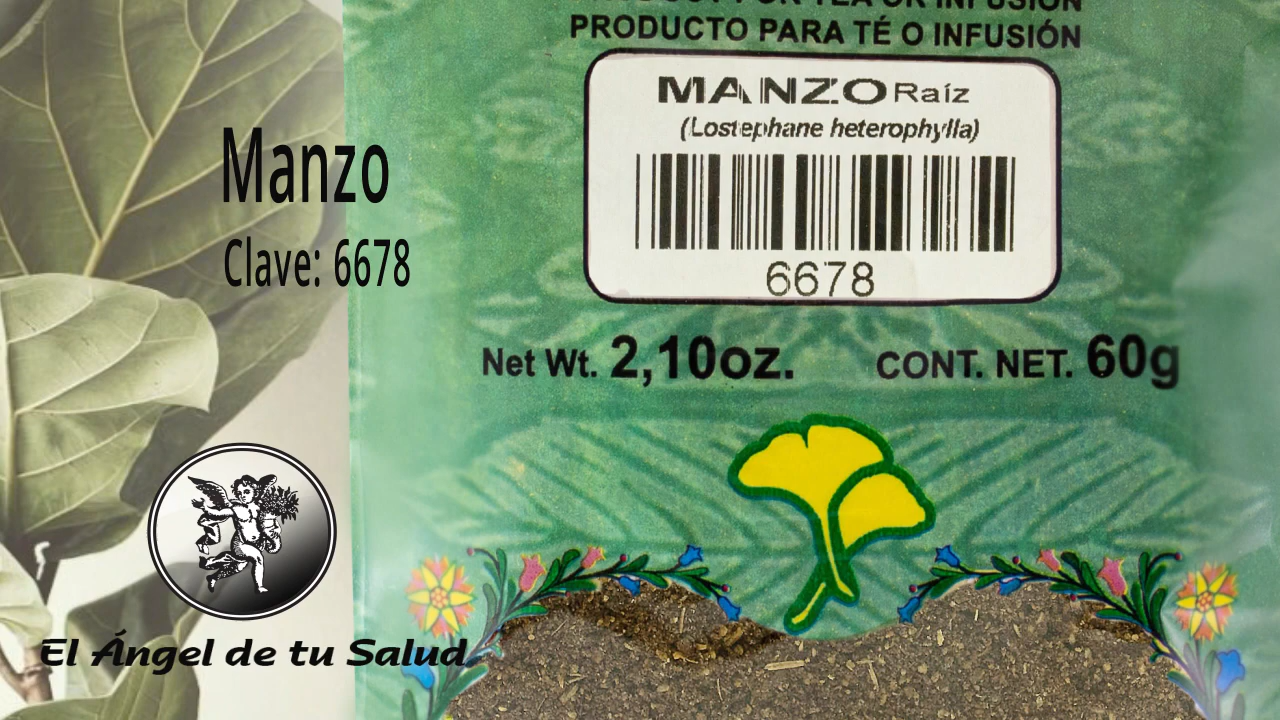 PRODUCTO PARA TÉ O INFUSIÓN
MANZO Raíz
(Lostephane heterophylla)
6678
Net Wt. 2,10oz. CONT. NET. 60g
Manzo
Clave: 6678
El Ángel de tu Salud